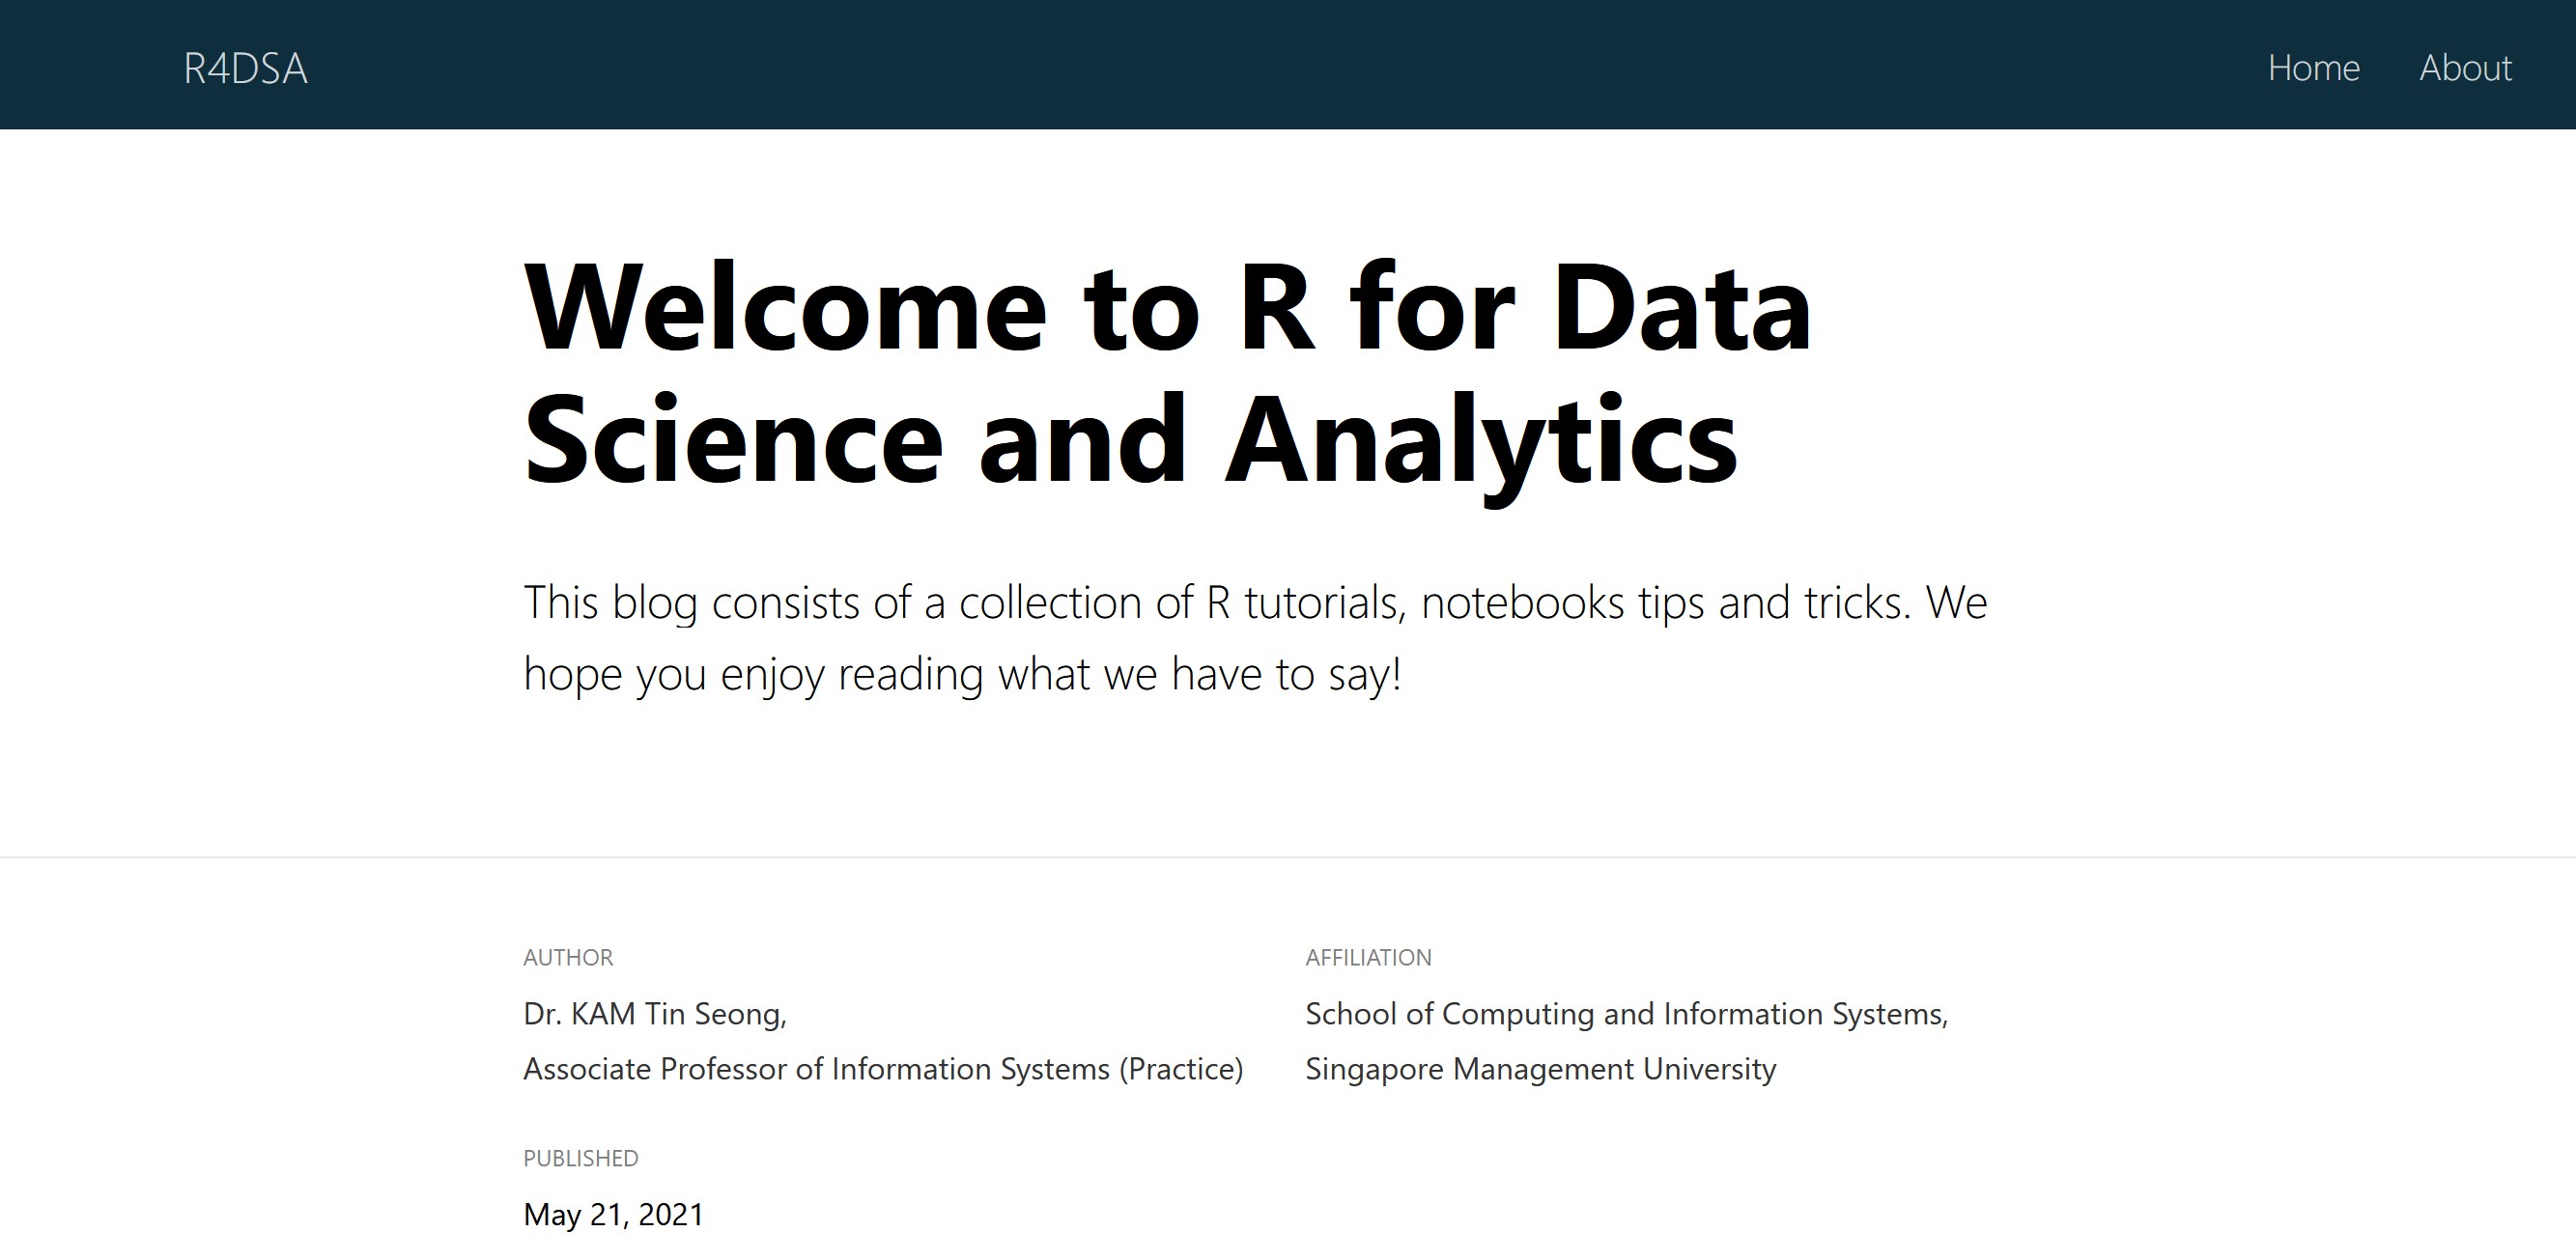 R4DSA
Home
About
Welcome to R for Data
Science and Analytics
This blog consists of a collection of R tutorials, notebooks tips and tricks. We
hope you enjoy reading what we have to say!
AUTHOR
Dr. KAM Tin Seong,
Associate Professor of Information Systems (Practice)
AFFILIATION
School of Computing and Information Systems,
Singapore Management University
PUBLISHED
May 21, 2021